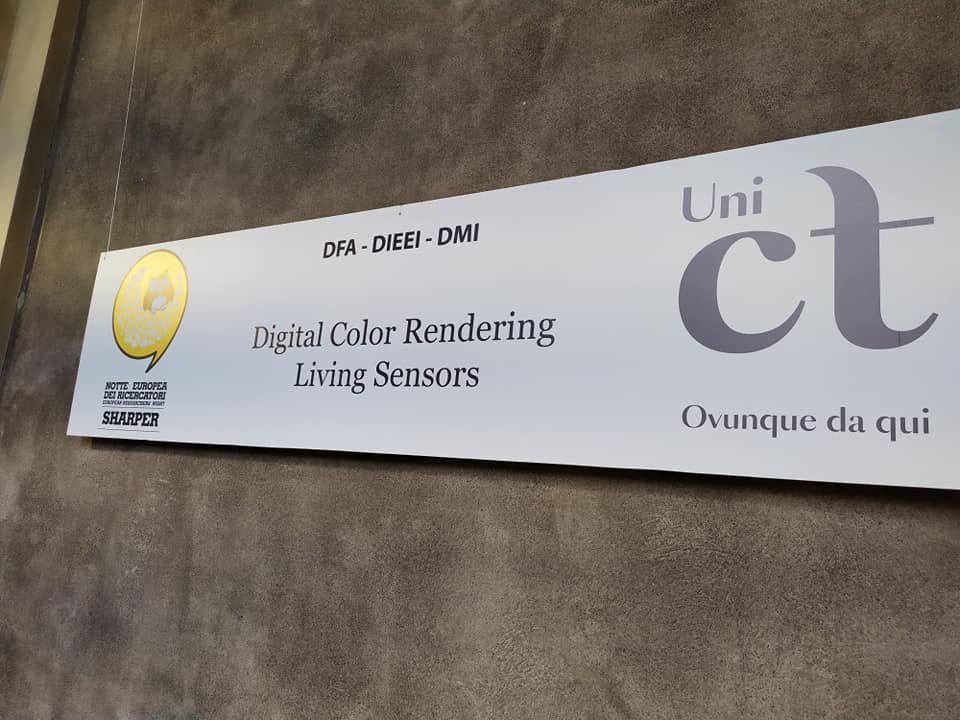 DFA - DIEEI - DMI
Digital Color Rendering
Living Sensors
NOTTE EUROPEA
DEI RICERCATORI
EUROPEAN RESEARCHERS' NIGHT
SHARPER
Uni
ct
Ovunque da qui